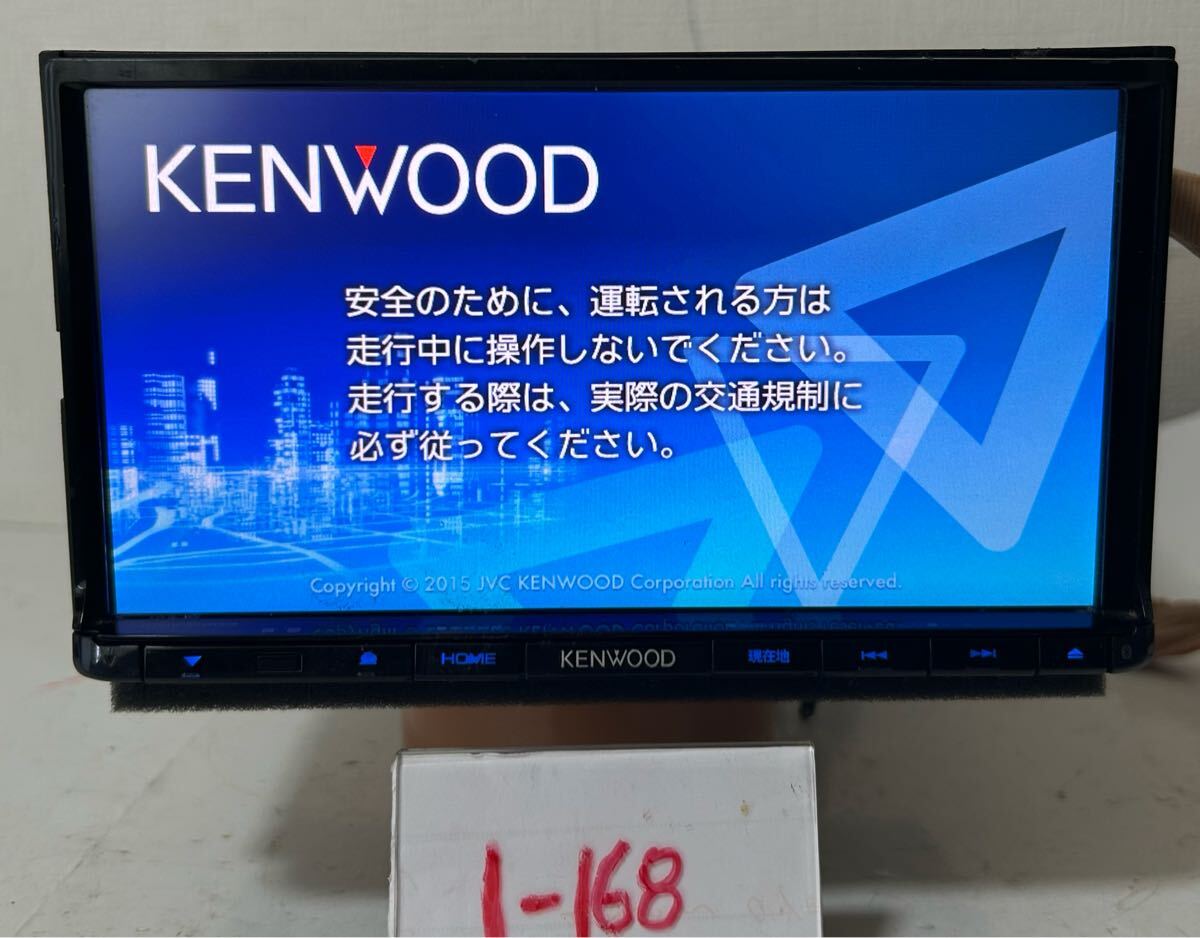 KENWOOD
安全のために、運転される方は
走行中に操作しないでください。
走行する際は、実際の交通規制に
必ず従ってください。
Copyright © 2015 JVC KENWOOD Corporation All rights reserved.
HOME KENWOOD 現在地
1-168